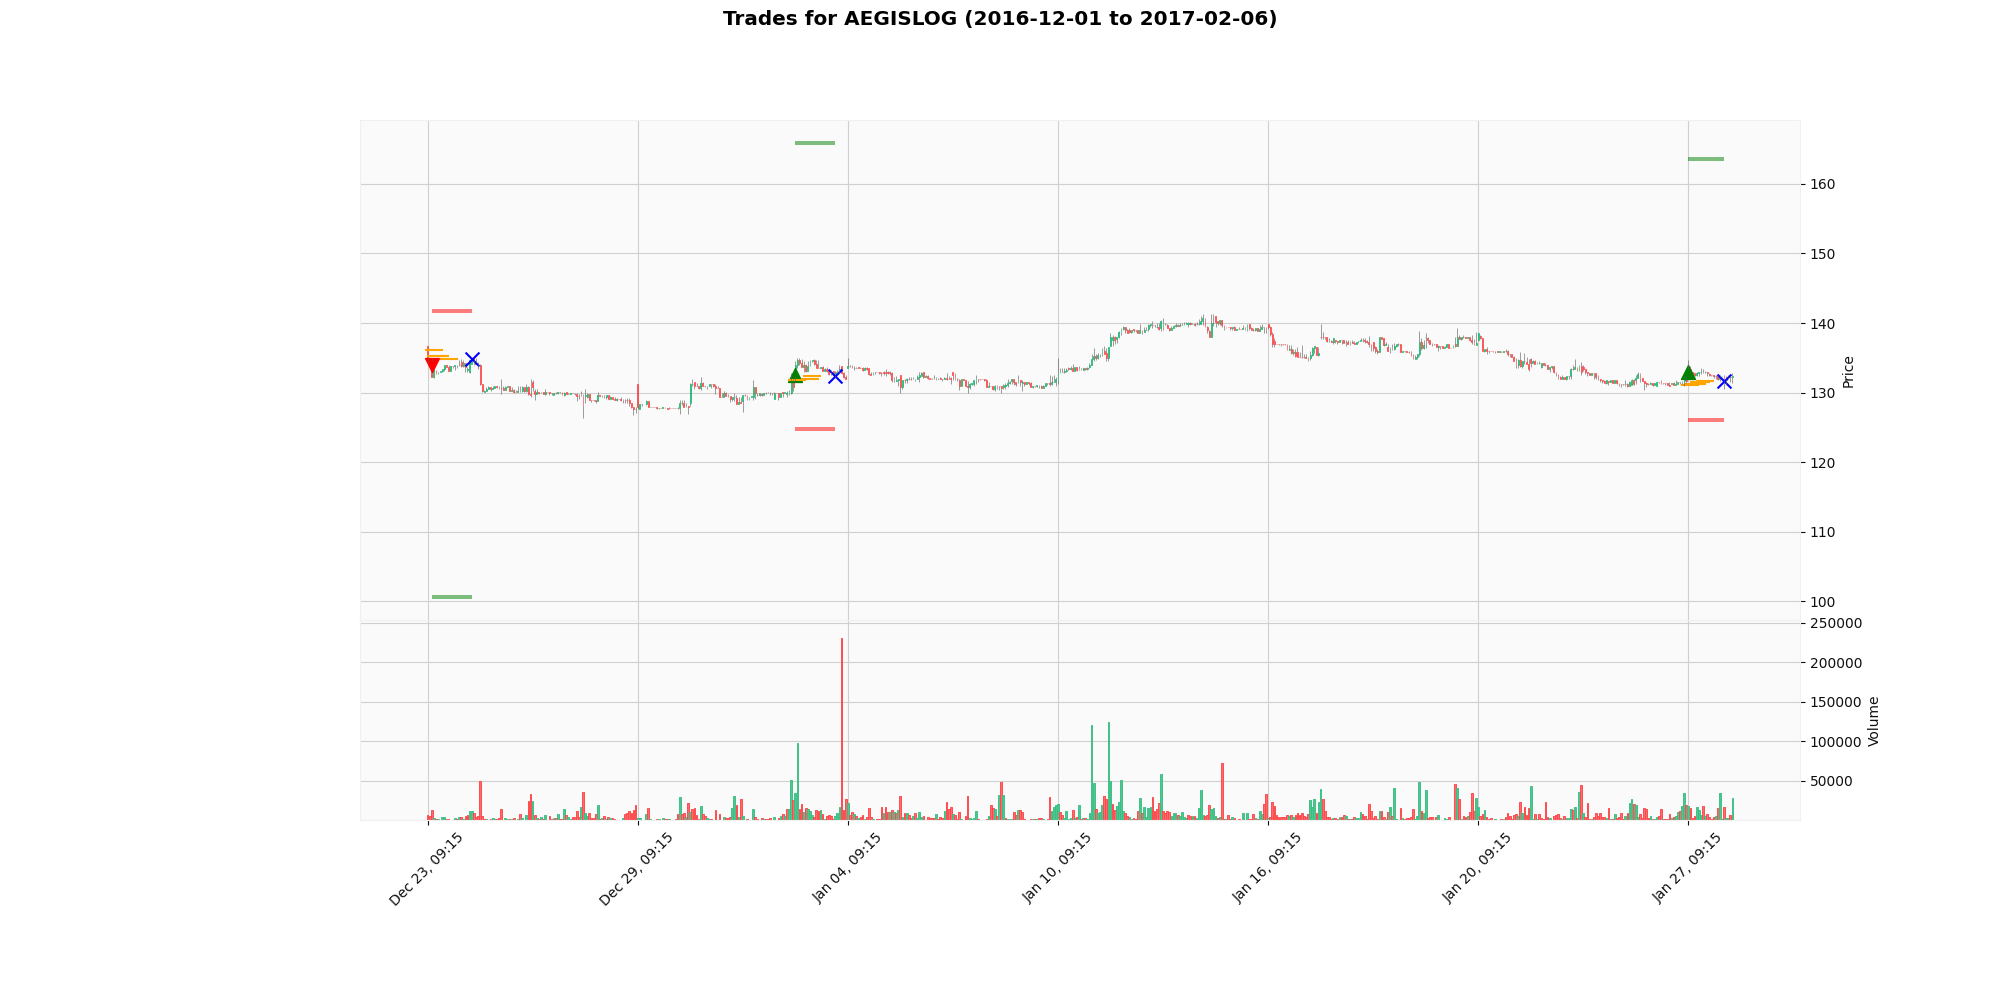 Trades for AEGISLOG (2016-12-01 to 2017-02-06)
160
150
140
130
120
110
100
Price
250000
200000
150000
100000
50000
Volume
Dec 23, 09:15
Dec 29, 09:15
Jan 04, 09:15
Jan 10, 09:15
Jan 16, 09:15
Jan 20, 09:15
Jan 27, 09:15